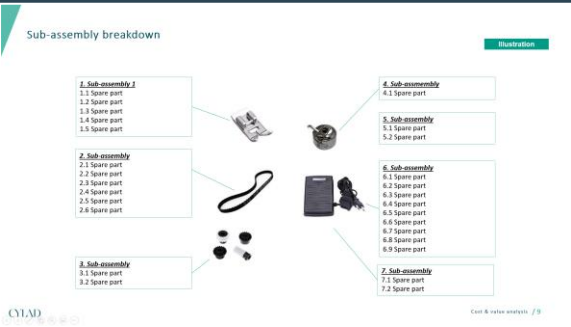 Sub-assembly breakdown
Illustration
1. Sub-assembly 1
1.1 Spare part
1.2 Spare part
1.3 Spare part
1.4 Spare part
1.5 Spare part
2. Sub-assembly
2.1 Spare part
2.2 Spare part
2.3 Spare part
2.4 Spare part
2.5 Spare part
2.6 Spare part
3. Sub-assembly
3.1 Spare part
3.2 Spare part
4. Sub-assmembly
4.1 Spare part
5. Sub-assembly
5.1 Spare part
5.2 Spare part
6. Sub-assembly
6.1 Spare part
6.2 Spare part
6.3 Spare part
6.4 Spare part
6.5 Spare part
6.6 Spare part
6.7 Spare part
6.8 Spare part
6.9 Spare part
7. Sub-assembly
7.1 Spare part
7.2 Spare part
CYLAD
Cost & value analysis / 9